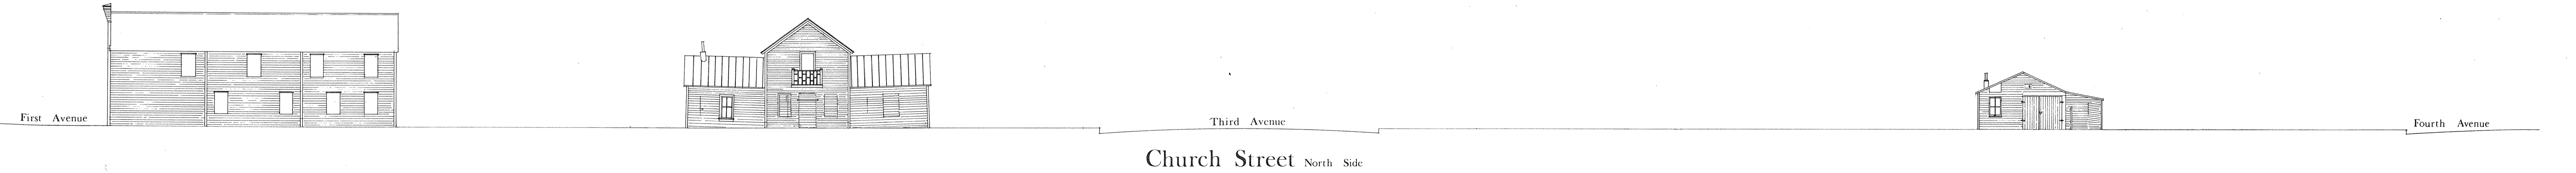 First Avenue
Third Avenue
Fourth Avenue
Church Street North Side